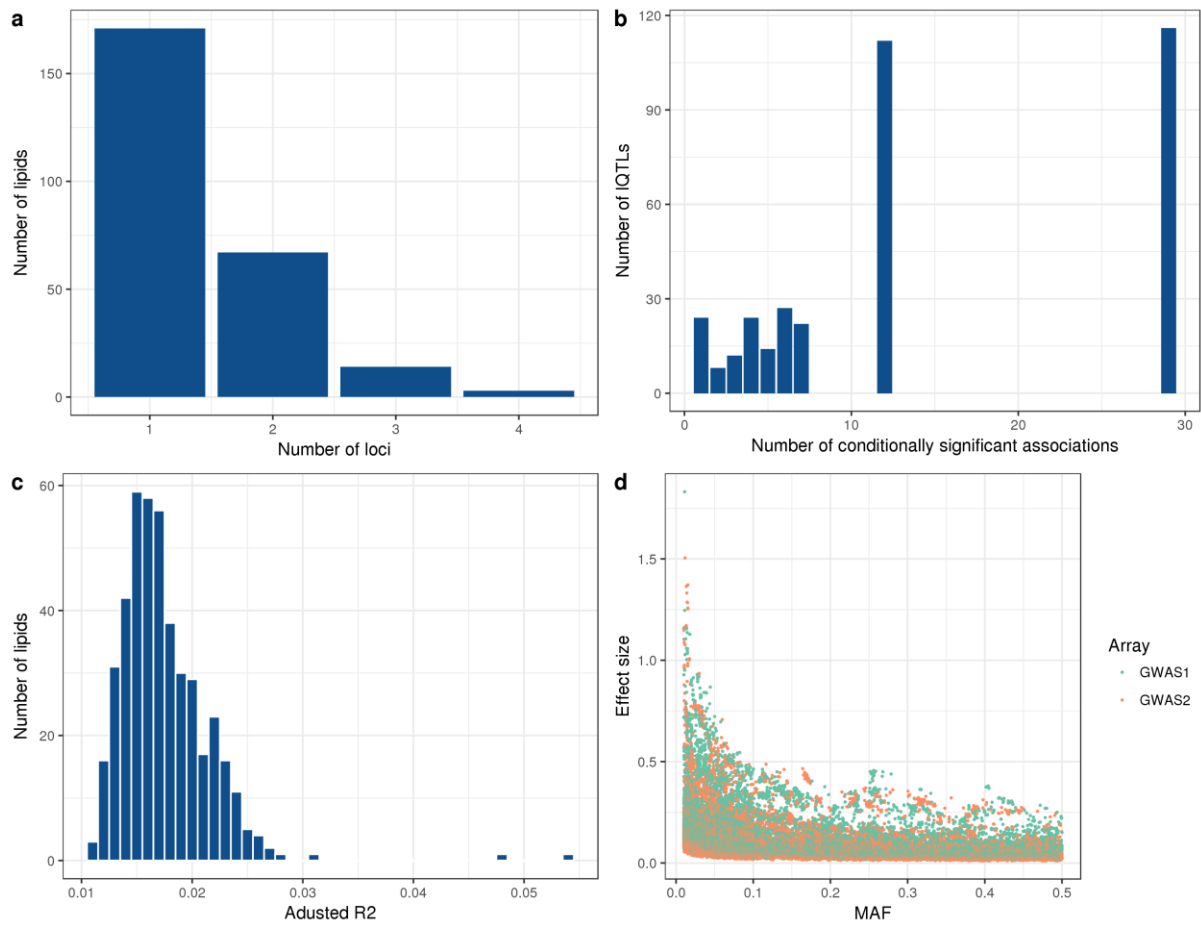 a
150
100
50
0
Number of lipids
1 2 3 4
Number of loci
b
120
90
60
30
0
Number of lQTLs
0 10 20 30
Number of conditionally significant associations
c
60
40
20
0
Number of lipids
0.01 0.02 0.03 0.04 0.05
Adusted R2
d
1.5
1.0
0.5
0.0
Effect size
0.0 0.1 0.2 0.3 0.4 0.5
MAF
Array
GWAS1
GWAS2